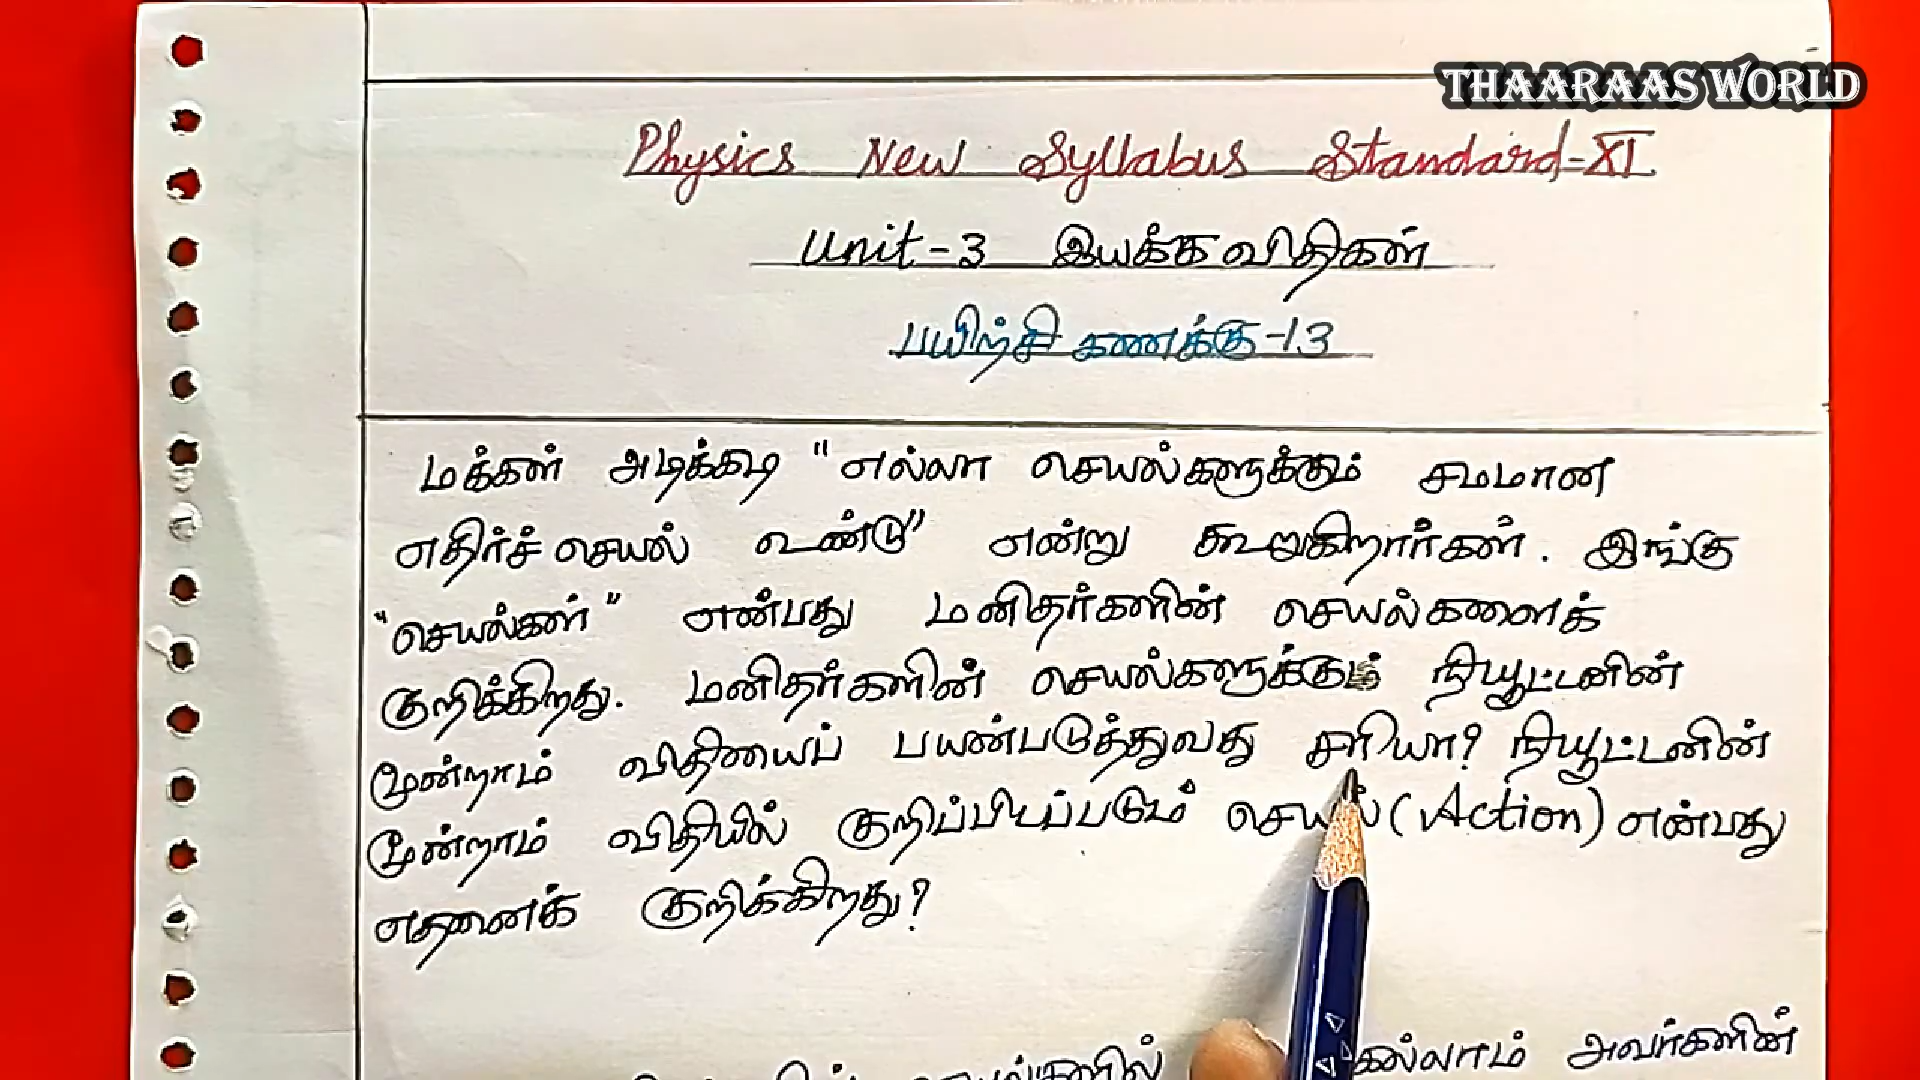 THAARAAS WORLD
Physics New Syllabus Standard-XI
Unit-3 இயக்க விதிகள்
பயிற்சி கணக்கு-13
மக்கள் அடிக்கடி "எல்லா செயல்களுக்கும் சமமான
எதிர்ச் செயல் உண்டு" என்று கூறுகிறார்கள். இங்கு
"செயல்கள்" என்பது மனிதர்களின் செயல்களைக்
குறிக்கிறது. மனிதர்களின் செயல்களுக்கும் நியூட்டனின்
மூன்றாம் விதியைப் பயன்படுத்துவது சரியா? நியூட்டனின்
மூன்றாம் விதியில் குறிப்பிடப்படும் செயல் (Action) என்பது
எதனைக் குறிக்கிறது?
அவர்களின்